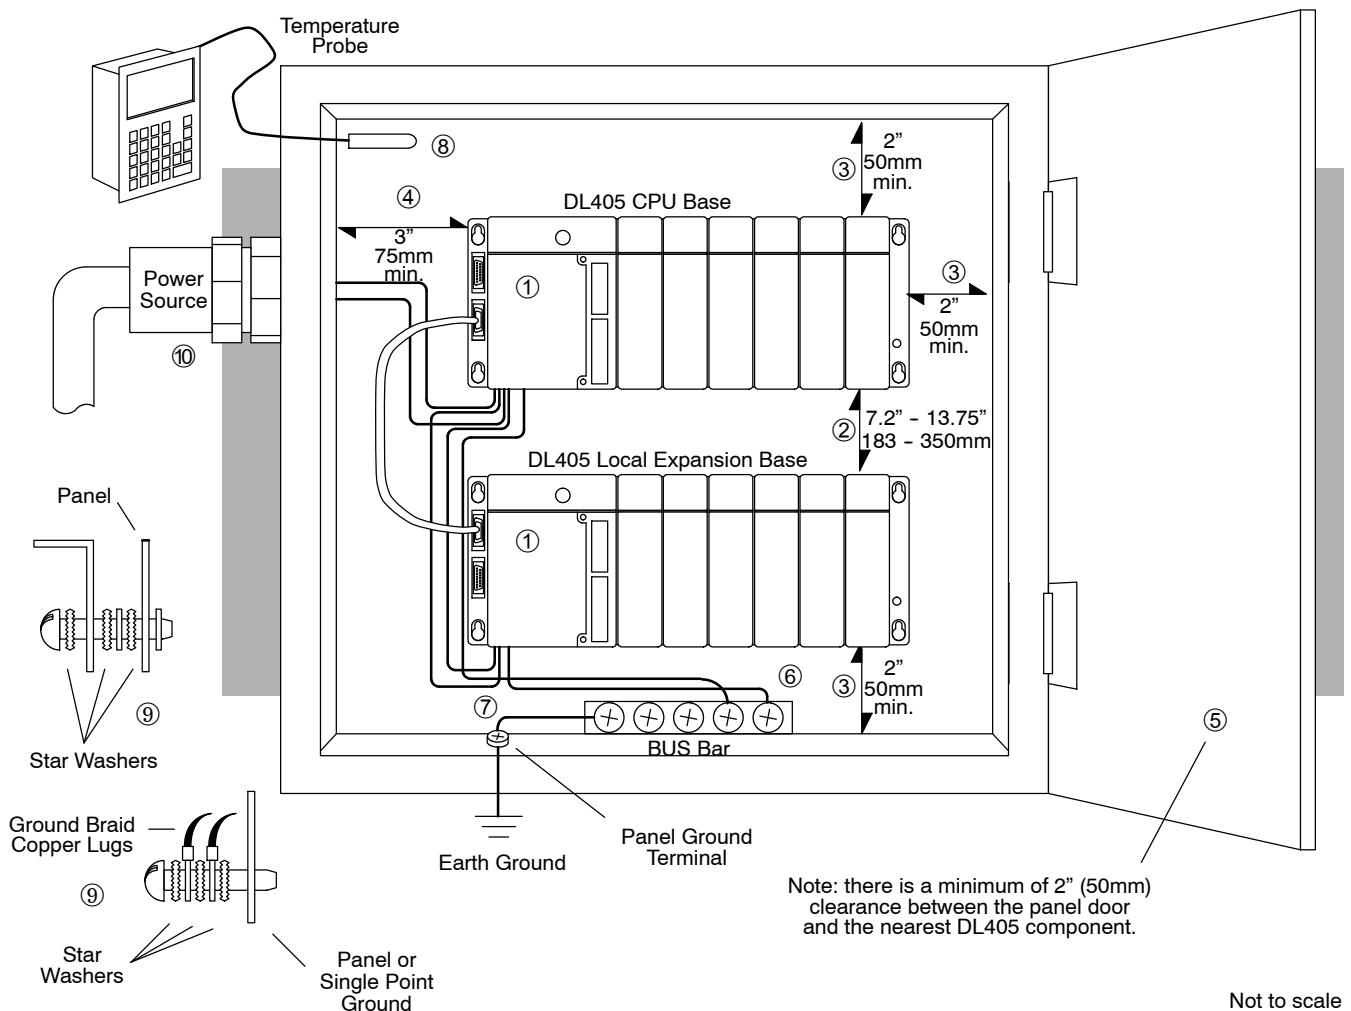 Temperature
Probe
⑧
③
2”
50mm
min.
④
3”
75mm
min.
DL405 CPU Base
①
③
2”
50mm
min.
Power
Source
⑩
②
7.2” – 13.75”
183 – 350mm
DL405 Local Expansion Base
①
Panel
⑨
Star Washers
⑥
③
2”
50mm
min.
⑦
BUS Bar
⑤
Ground Braid
Copper Lugs
⑨
Star
Washers
Panel or
Single Point
Ground
Earth Ground
Panel Ground
Terminal
Note: there is a minimum of 2” (50mm)
clearance between the panel door
and the nearest DL405 component.
Not to scale